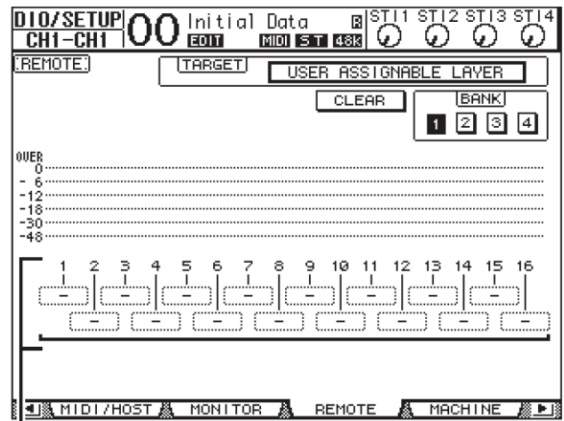 DIO/SETUP 00 Initial Data R ST1 ST2 ST3 ST4
CH1-CH1 EDIT MIDI ST 48K
REMOTE TARGET USER ASSIGNABLE LAYER
CLEAR BANK
1 2 3 4
OVER
0
- 6
-12
-18
-30
-48
1 2 3 4 5 6 7 8 9 10 11 12 13 14 15 16
- - - - - - - -
- - - - - - - -
MIDI/HOST MONITOR REMOTE MACHINE